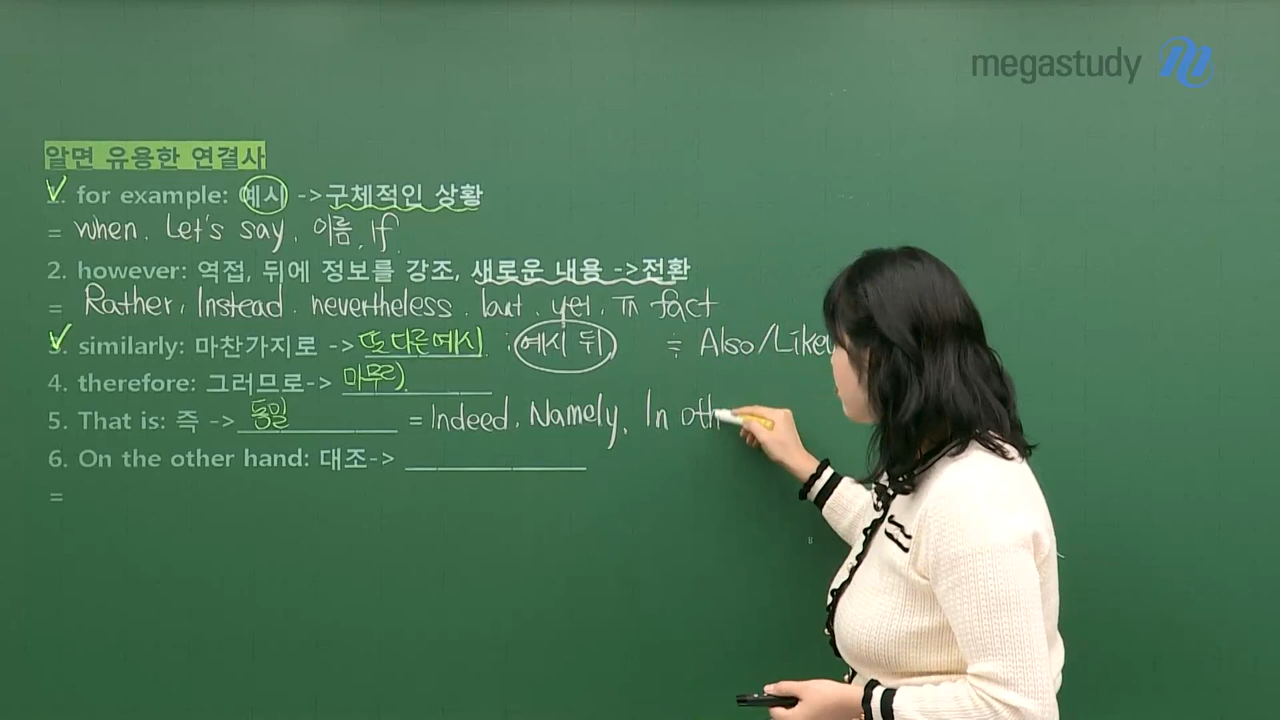 megastudy
알면 유용한 연결사
1. for example: 예시 ->구체적인 상황
= when. Let's say. 이름. if
2. however: 역접, 뒤에 정보를 강조, 새로운 내용 ->전환
= Rather, Instead. nevertheless. but. yet. In fact
3. similarly: 마찬가지로 -> 또 다른 예시 : 예시 뒤 = Also/Likew
4. therefore: 그러므로-> 마무리).
5. That is: 즉 -> 동일 = Indeed. Namely. In oth
6. On the other hand: 대조->
=